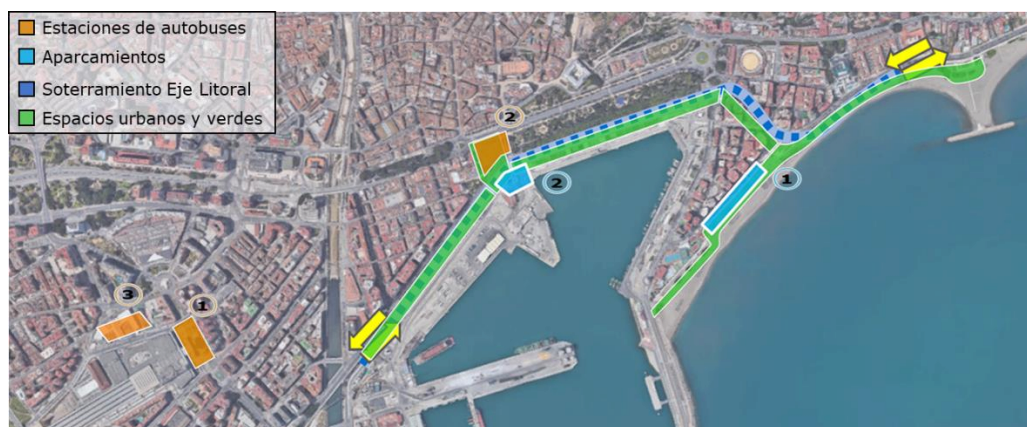 Estaciones de autobuses
Aparcamientos
Soterramiento Eje Litoral
Espacios urbanos y verdes
2
2
1
3
1